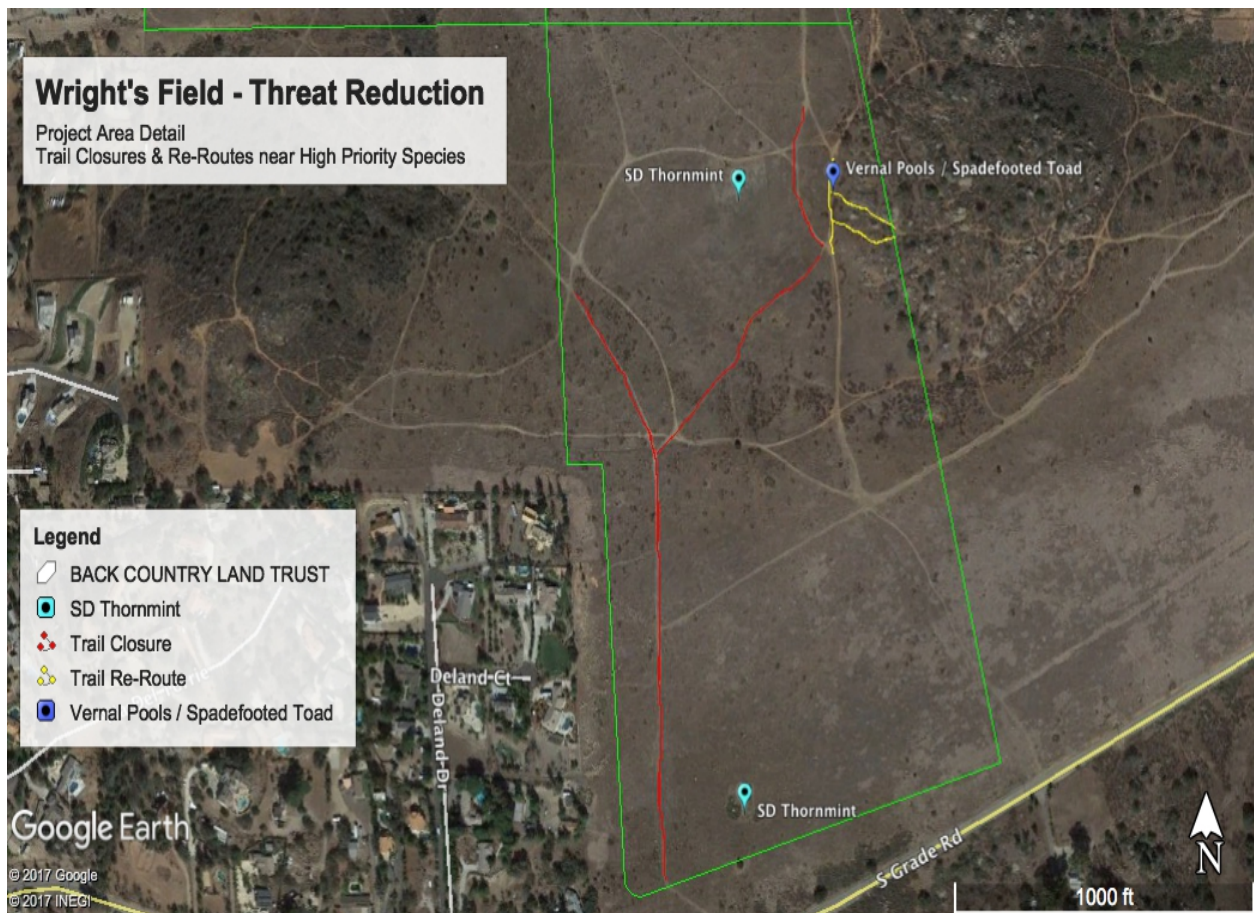 Wright's Field - Threat Reduction
Project Area Detail
Trail Closures & Re-Routes near High Priority Species
SD Thornmint
Vernal Pools / Spadefooted Toad
Legend
BACK COUNTRY LAND TRUST
SD Thornmint
Trail Closure
Trail Re-Route
Vernal Pools / Spadefooted Toad
Deland Ct
Deland Dr
SD Thornmint
S Grade Rd
Google Earth
© 2017 Google
© 2017 INEGI
N
1000 ft